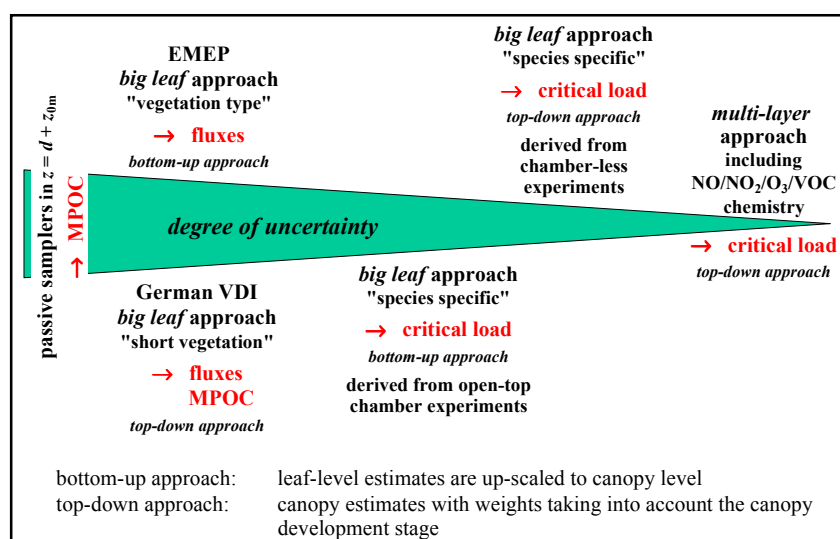 passive samplers in z = d + z0m
→ MPOC
EMEP
big leaf approach
"vegetation type"
→ fluxes
bottom-up approach
big leaf approach
"species specific"
→ critical load
top-down approach
derived from
chamber-less
experiments
multi-layer
approach
including
NO/NO2/O3/VOC
chemistry
→ critical load
top-down approach
degree of uncertainty
German VDI
big leaf approach
"short vegetation"
→ fluxes
MPOC
top-down approach
big leaf approach
"species specific"
→ critical load
bottom-up approach
derived from open-top
chamber experiments
bottom-up approach: leaf-level estimates are up-scaled to canopy level
top-down approach: canopy estimates with weights taking into account the canopy
development stage